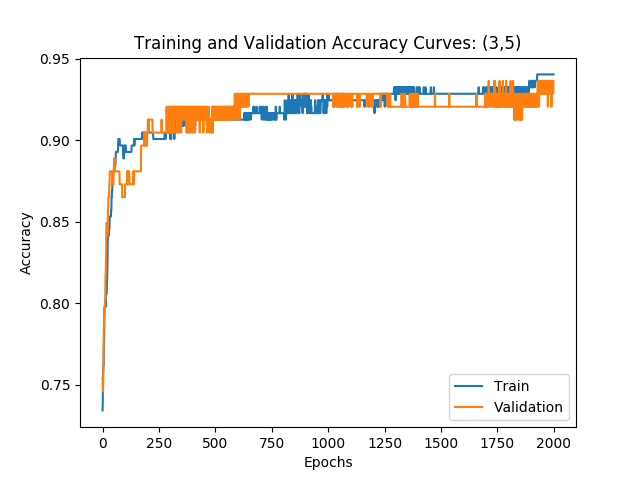 Training and Validation Accuracy Curves: (3,5)
0.95
0.90
0.85
0.80
0.75
Accuracy
0
250
500
750
1000
1250
1500
1750
2000
Epochs
Train
Validation